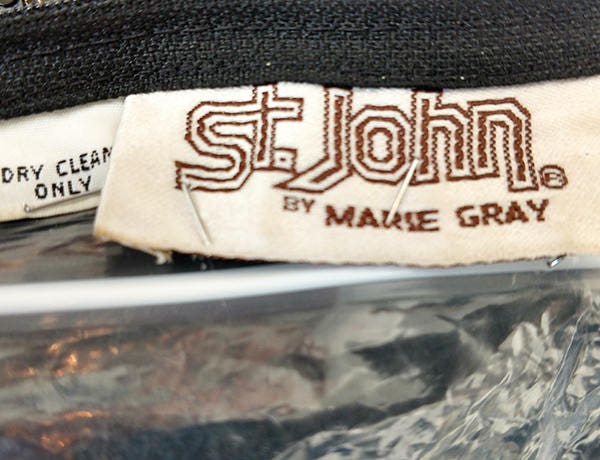 DRY CLEAN
ONLY
St. John®
BY MARIE GRAY